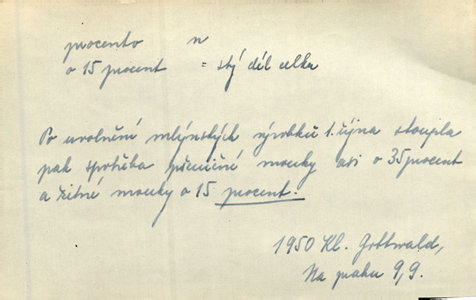 procento n
o 15 procent = stý díl celku
Po uvolnění mlýnských výrobků 1. října stoupla
pak spotřeba pšeničné mouky asi o 35 procent
a žitné mouky o 15 procent.
1950 Kl. Gottwald,
Na prahu 9, 9.